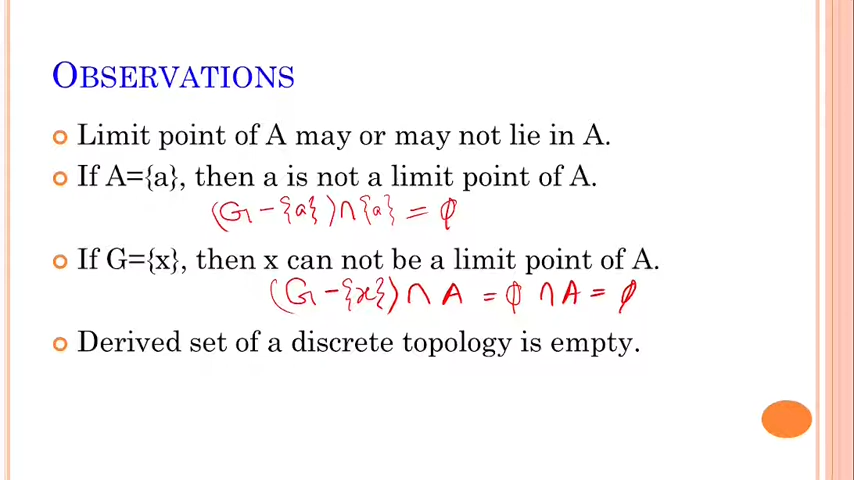 OBSERVATIONS
Limit point of A may or may not lie in A.
If A={a}, then a is not a limit point of A.
(G-{a})∩{a} = φ
If G={x}, then x can not be a limit point of A.
(G-{x})∩A = φ∩A = φ
Derived set of a discrete topology is empty.